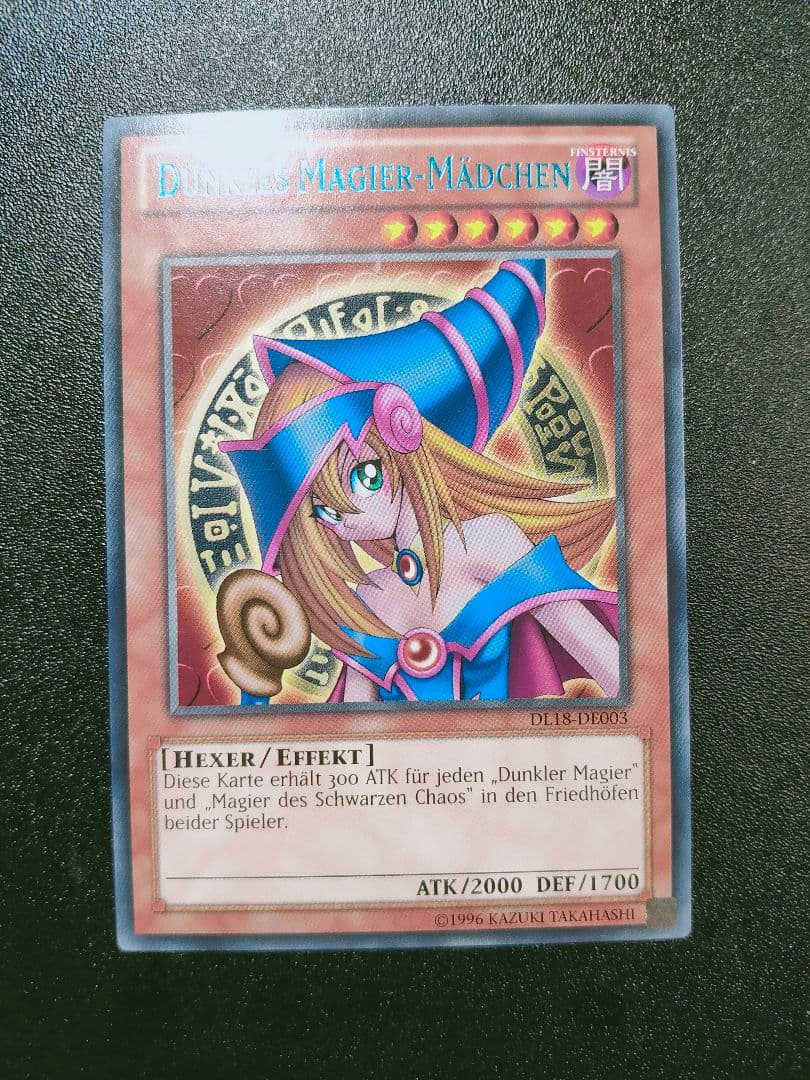 DUNKLES MAGIER-MÄDCHEN
FINSTERNIS
闇
DL18-DE003
[HEXER/EFFEKT]
Diese Karte erhält 300 ATK für jeden „Dunkler Magier"
und „Magier des Schwarzen Chaos" in den Friedhöfen
beider Spieler.
ATK/2000 DEF/1700
©1996 KAZUKI TAKAHASHI